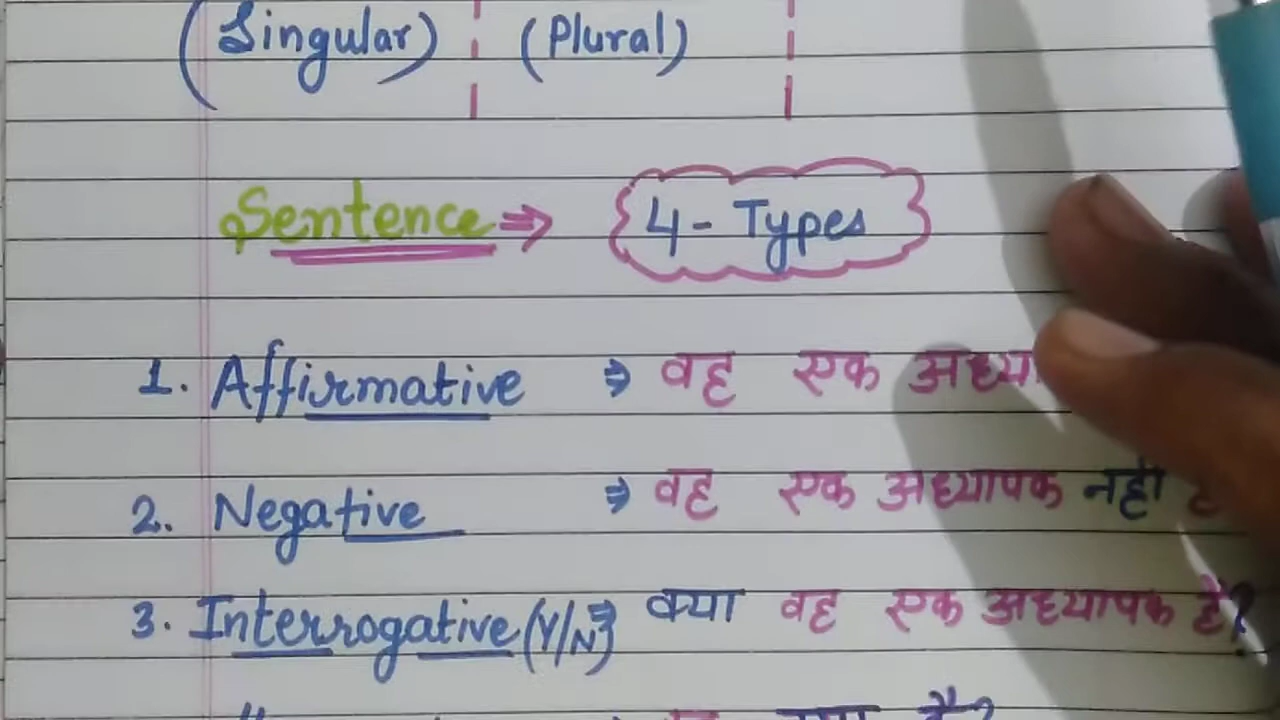 (Singular) (Plural)
Sentence ⇒ 4 - Types
1. Affirmative ⇒ वह एक
2. Negative ⇒ वह एक अध्यापक नहीं
3. Interrogative (Y/N) ⇒ क्या वह एक अध्यापक है?
है?